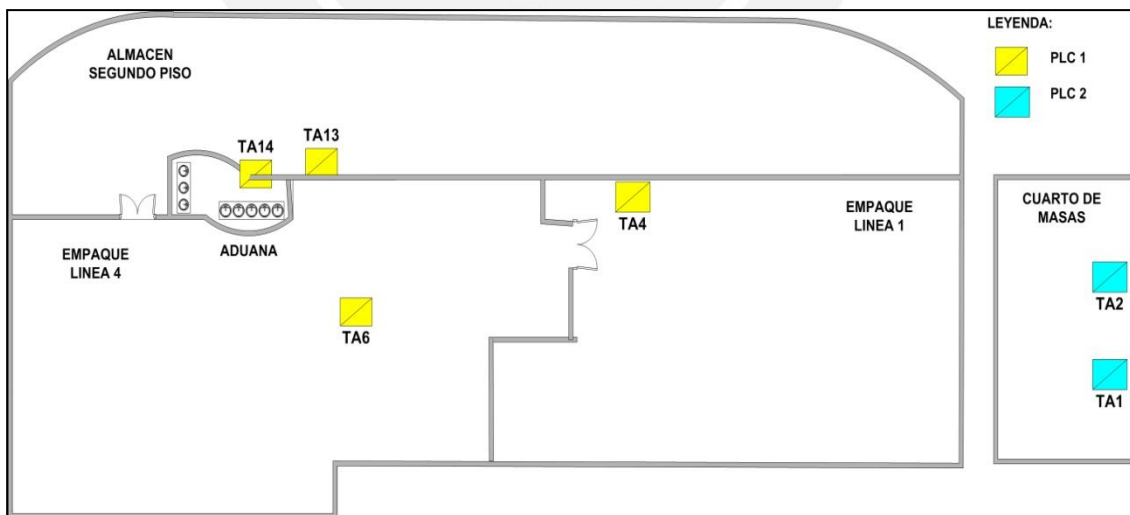 LEYENDA:
PLC 1
PLC 2
ALMACEN
SEGUNDO PISO
TA14
TA13
TA4
EMPAQUE
LINEA 1
CUARTO DE
MASAS
EMPAQUE
LINEA 4
ADUANA
TA6
TA2
TA1